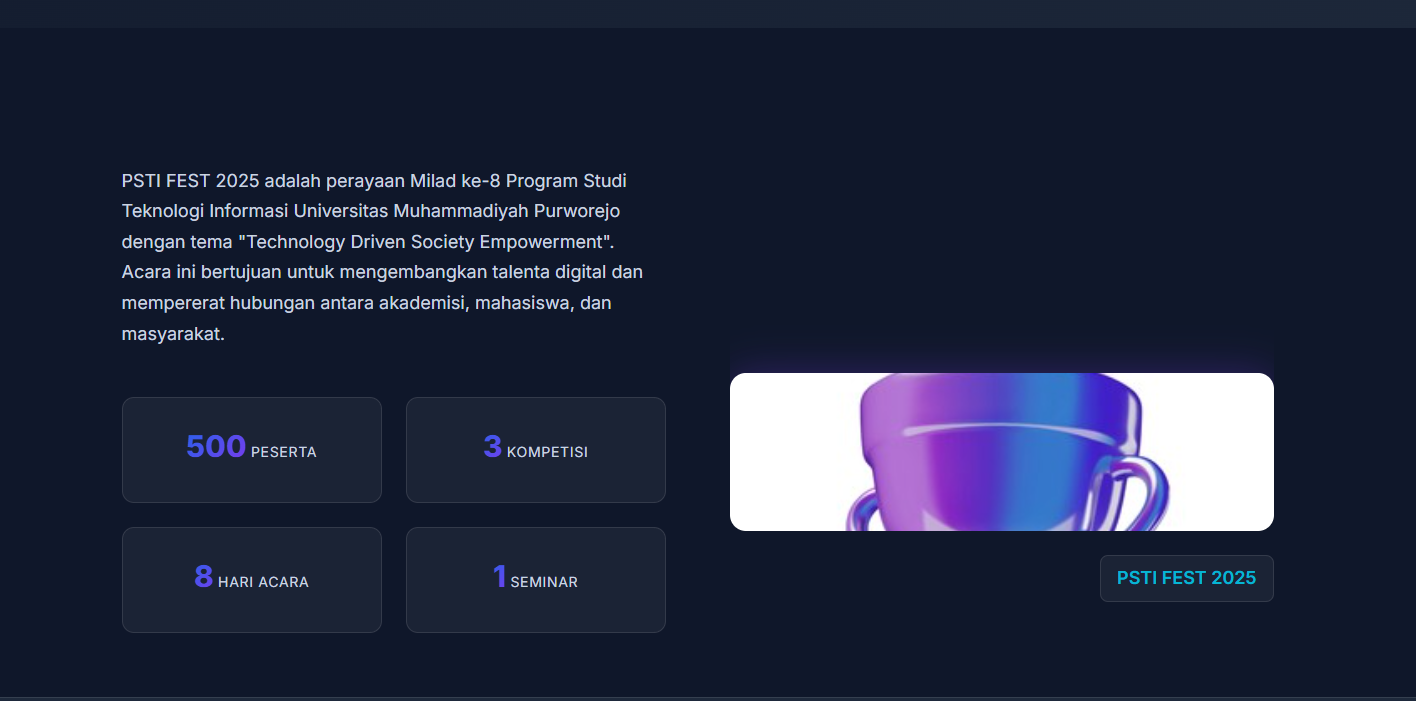 PSTI FEST 2025 adalah perayaan Milad ke-8 Program Studi
Teknologi Informasi Universitas Muhammadiyah Purworejo
dengan tema "Technology Driven Society Empowerment".
Acara ini bertujuan untuk mengembangkan talenta digital dan
mempererat hubungan antara akademisi, mahasiswa, dan
masyarakat.
500 PESERTA
3 KOMPETISI
8 HARI ACARA
1 SEMINAR
PSTI FEST 2025